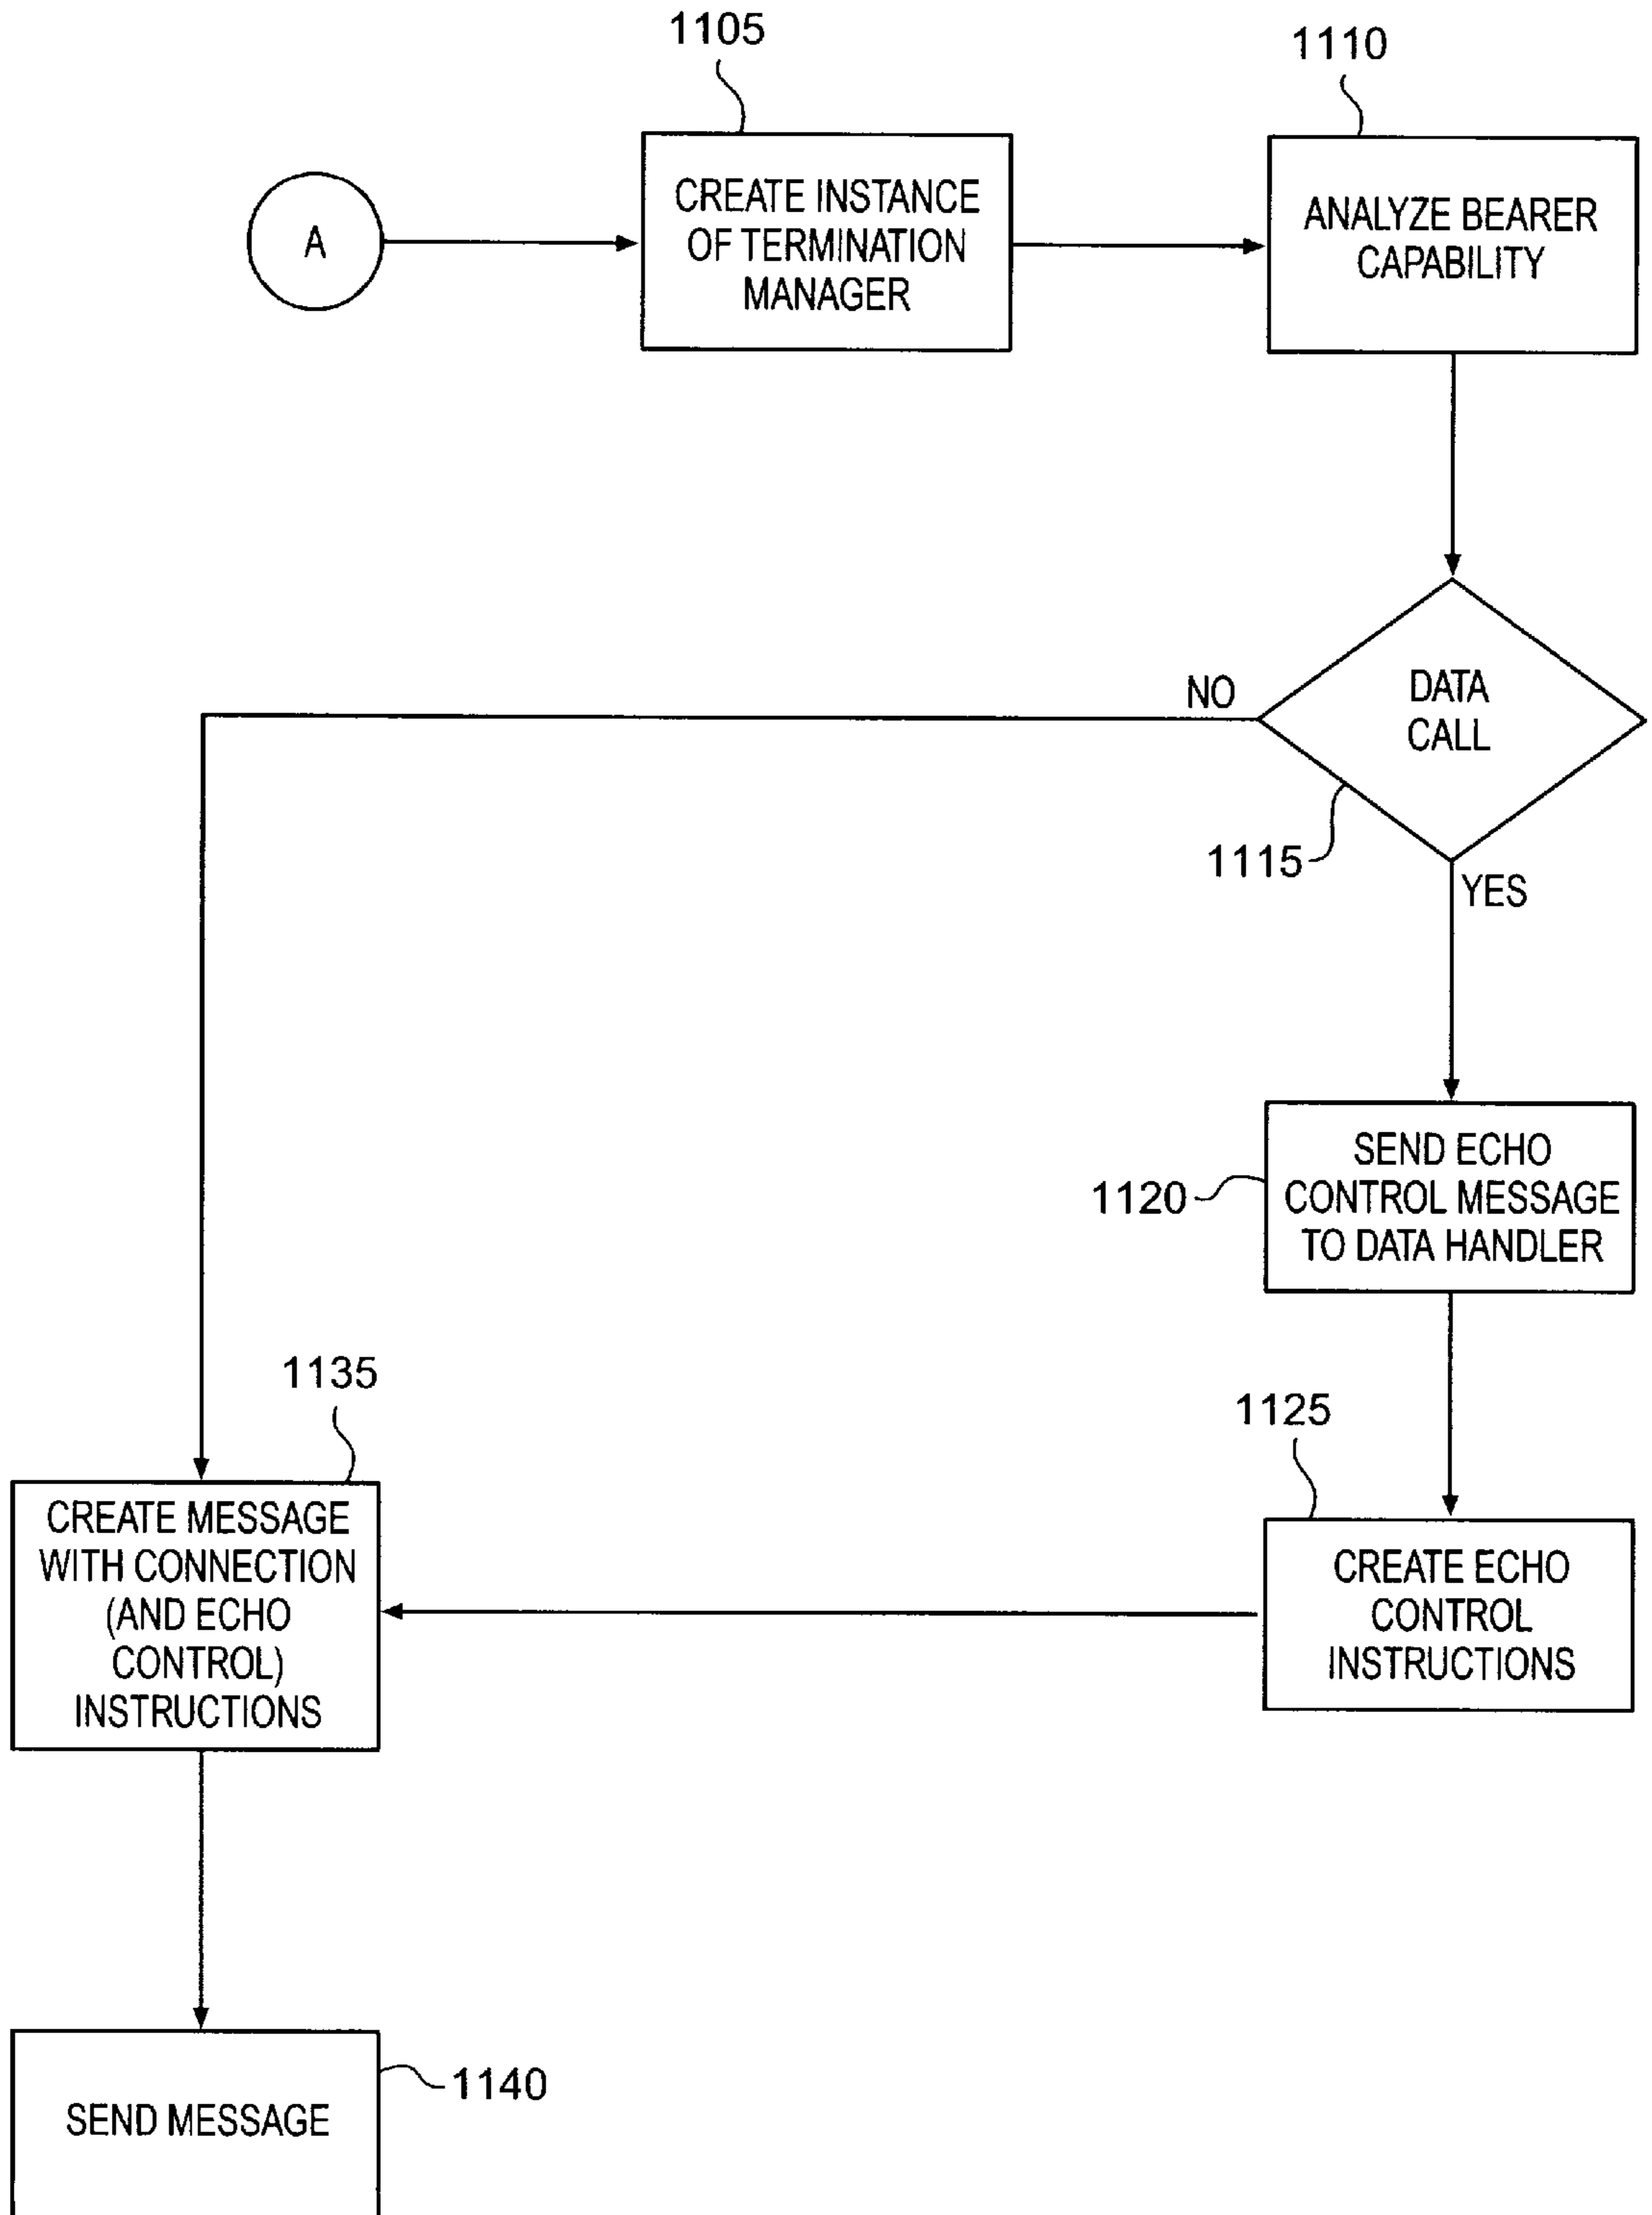 1105
1110
A
CREATE INSTANCE
OF TERMINATION
MANAGER
ANALYZE BEARER
CAPABILITY
NO
DATA
CALL
1115
YES
1120
SEND ECHO
CONTROL MESSAGE
TO DATA HANDLER
1135
1125
CREATE MESSAGE
WITH CONNECTION
(AND ECHO
CONTROL)
INSTRUCTIONS
CREATE ECHO
CONTROL
INSTRUCTIONS
1140
SEND MESSAGE